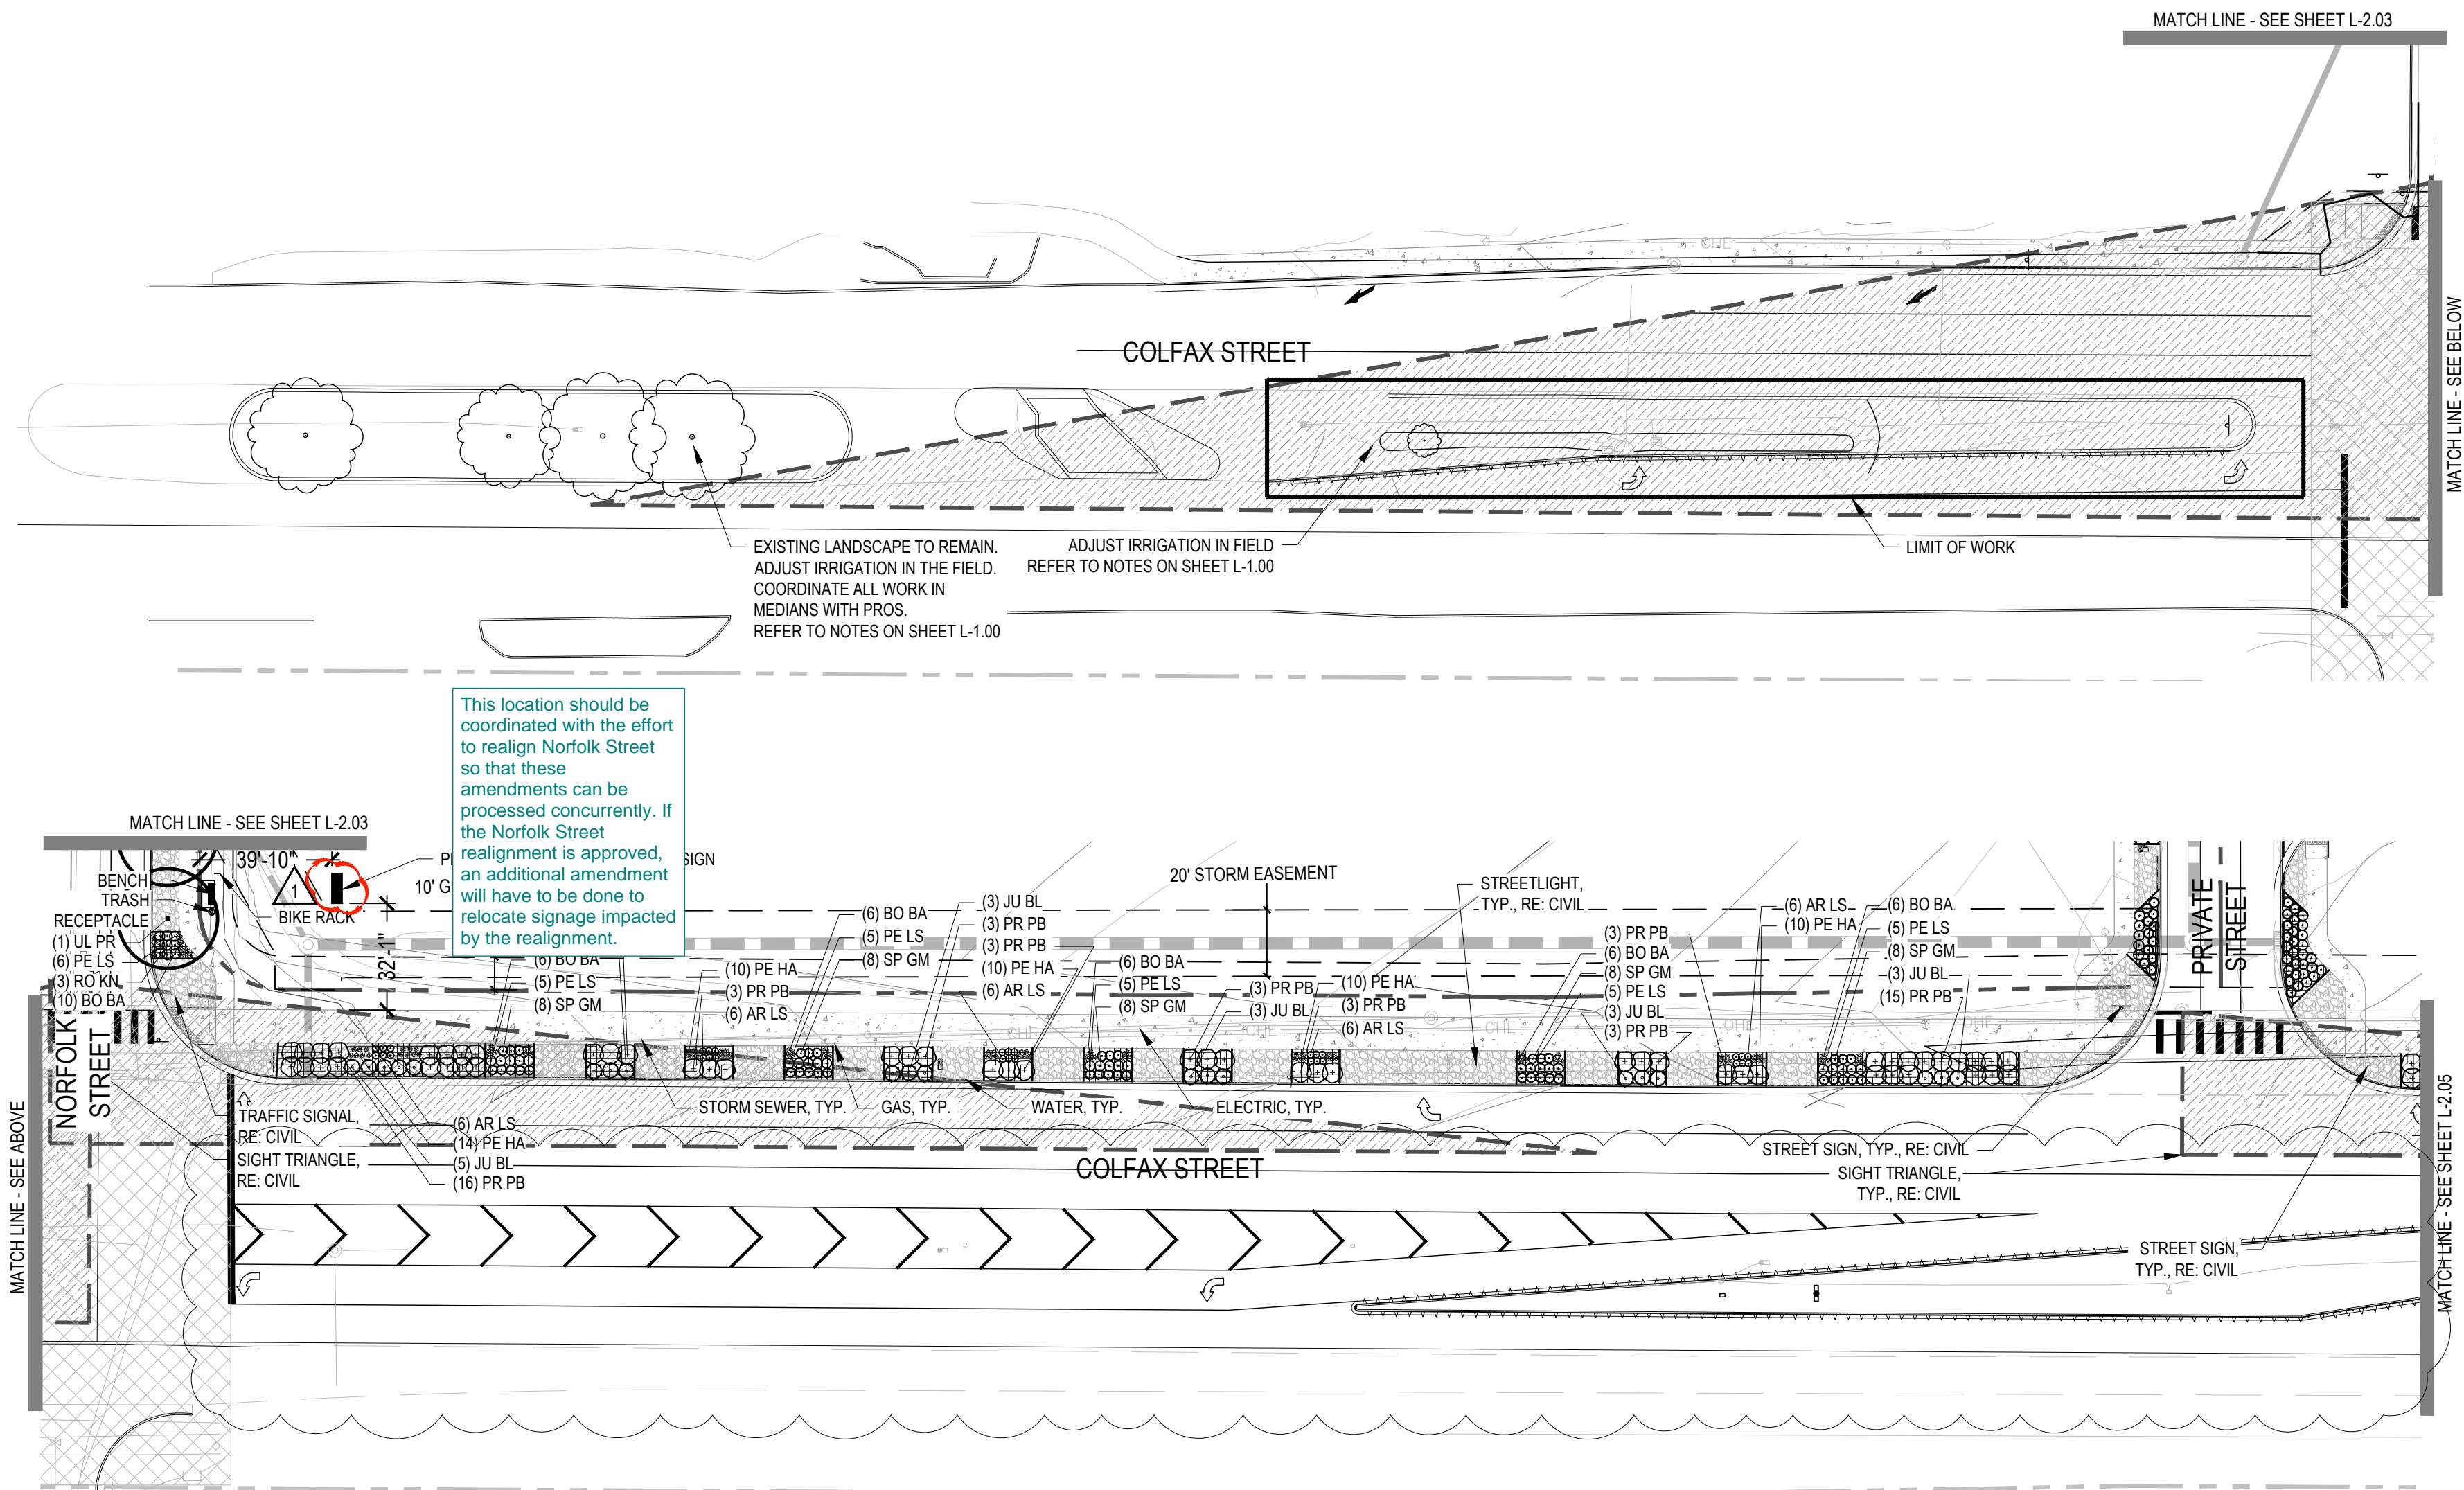 MATCH LINE - SEE SHEET L-2.03
OHE
COLFAX STREET
MATCH LINE - SEE BELOW
EXISTING LANDSCAPE TO REMAIN.
ADJUST IRRIGATION IN THE FIELD.
COORDINATE ALL WORK IN
MEDIANS WITH PROS.
REFER TO NOTES ON SHEET L-1.00
ADJUST IRRIGATION IN FIELD
REFER TO NOTES ON SHEET L-1.00
LIMIT OF WORK
This location should be
coordinated with the effort
to realign Norfolk Street
so that these
amendments can be
processed concurrently. If
the Norfolk Street
realignment is approved,
an additional amendment
will have to be done to
relocate signage impacted
by the realignment.
MATCH LINE - SEE SHEET L-2.03
39'-10"
SIGN
10'
1
BENCH
TRASH
RECEPTACLE
BIKE RACK
(1) UL PR
(6) PE LS
(3) RO KN
(10) BO BA
32'-1"
NORFOLK
STREET
MATCH LINE - SEE ABOVE
TRAFFIC SIGNAL,
RE: CIVIL
SIGHT TRIANGLE,
RE: CIVIL
(6) AR LS
(14) PE HA
(5) JU BL
(16) PR PB
(6) BO BA
(5) PE LS
(8) SP GM
(10) PE HA
(3) PR PB
(6) AR LS
(6) BO BA
(5) PE LS
(8) SP GM
(3) JU BL
(3) PR PB
(3) PR PB
(10) PE HA
(6) AR LS
(6) BO BA
(5) PE LS
(8) SP GM
20' STORM EASEMENT
(3) PR PB
(3) JU BL
(10) PE HA
(3) PR PB
(6) AR LS
STREETLIGHT,
TYP., RE: CIVIL
(3) PR PB
(6) BO BA
(8) SP GM
(5) PE LS
(3) JU BL
(3) PR PB
(6) AR LS
(10) PE HA
(6) BO BA
(5) PE LS
(8) SP GM
(3) JU BL
(15) PR PB
PRIVATE
STREET
OHE
OHE
OHE
OHE
STORM SEWER, TYP.
GAS, TYP.
WATER, TYP.
ELECTRIC, TYP.
COLFAX STREET
STREET SIGN, TYP., RE: CIVIL
SIGHT TRIANGLE,
TYP., RE: CIVIL
STREET SIGN,
TYP., RE: CIVIL
MATCH LINE - SEE SHEET L-2.05